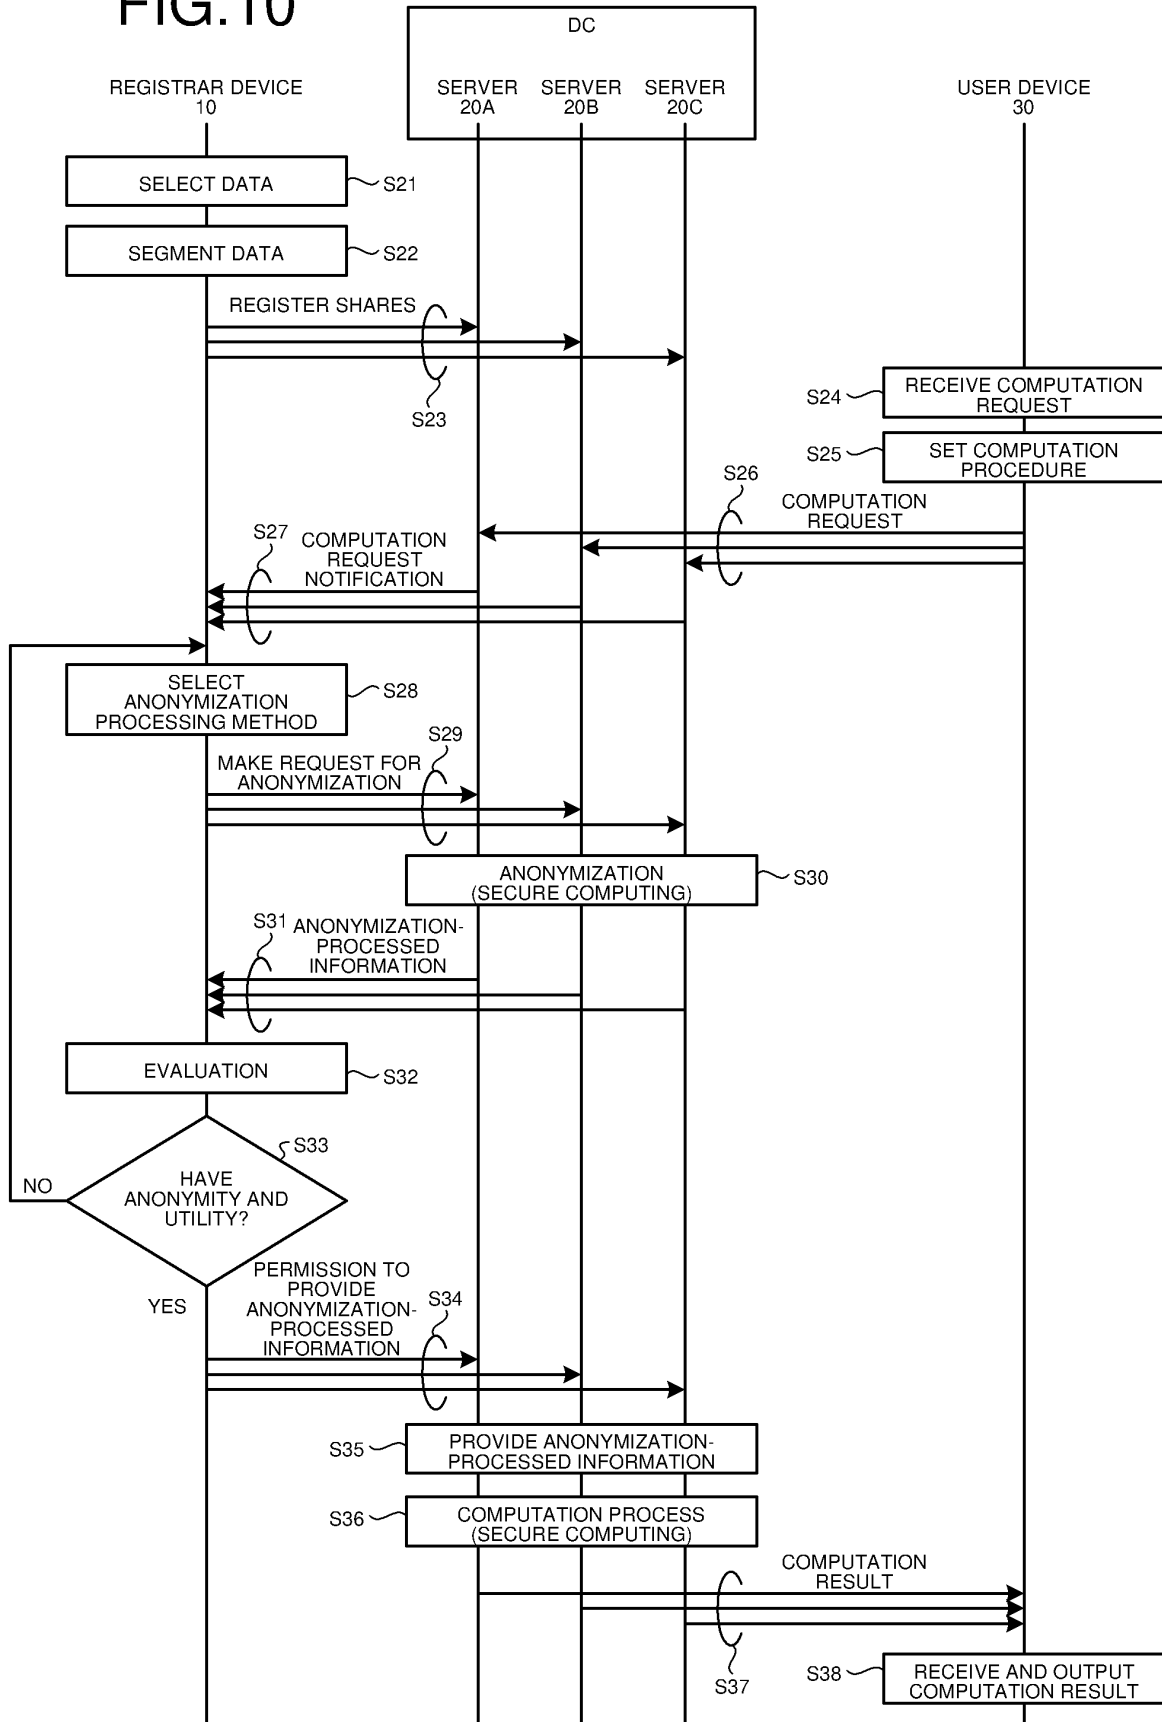 FIG.10
DC
REGISTRAR DEVICE
10
SERVER
20A
SERVER
20B
SERVER
20C
USER DEVICE
30
SELECT DATA
S21
SEGMENT DATA
S22
REGISTER SHARES
S23
S24
RECEIVE COMPUTATION
REQUEST
S25
SET COMPUTATION
PROCEDURE
S26
COMPUTATION
REQUEST
S27
COMPUTATION
REQUEST
NOTIFICATION
SELECT
ANONYMIZATION
PROCESSING METHOD
S28
S29
MAKE REQUEST FOR
ANONYMIZATION
ANONYMIZATION
(SECURE COMPUTING)
S30
S31
ANONYMIZATION-
PROCESSED
INFORMATION
EVALUATION
S32
S33
HAVE
ANONYMITY AND
UTILITY?
NO
YES
PERMISSION TO
PROVIDE
ANONYMIZATION-
PROCESSED
INFORMATION
S34
S35
PROVIDE ANONYMIZATION-
PROCESSED INFORMATION
S36
COMPUTATION PROCESS
(SECURE COMPUTING)
COMPUTATION
RESULT
S37
S38
RECEIVE AND OUTPUT
COMPUTATION RESULT